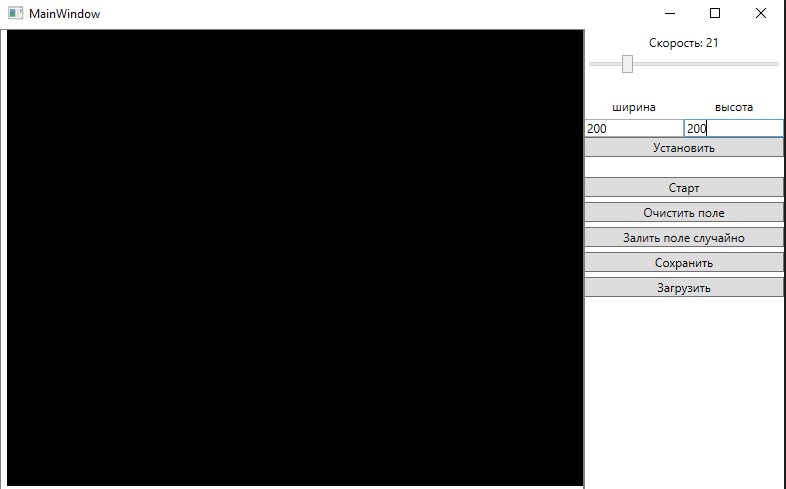 MainWindow
Скорость: 21
ширина высота
200 200
Установить
Старт
Очистить поле
Залить поле случайно
Сохранить
Загрузить